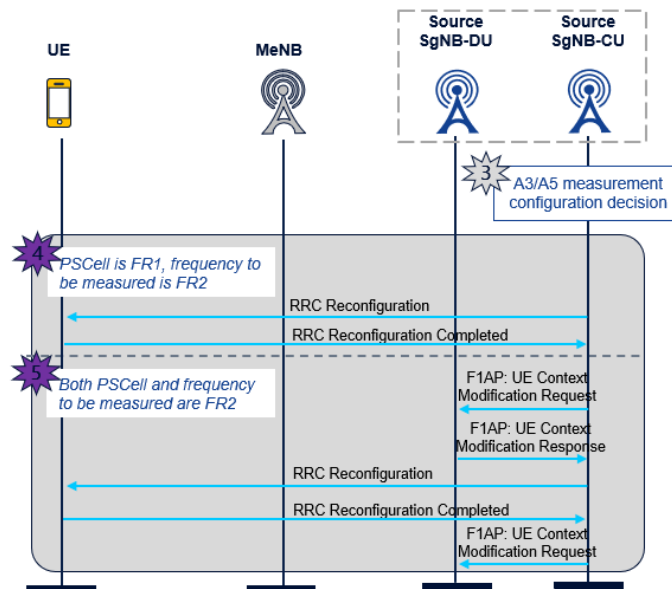 UE
MeNB
Source
SgNB-DU
Source
SgNB-CU
3
A3/A5 measurement
configuration decision
4
PSCell is FR1, frequency to
be measured is FR2
RRC Reconfiguration
RRC Reconfiguration Completed
5
Both PSCell and frequency
to be measured are FR2
F1AP: UE Context
Modification Request
F1AP: UE Context
Modification Response
RRC Reconfiguration
RRC Reconfiguration Completed
F1AP: UE Context
Modification Request